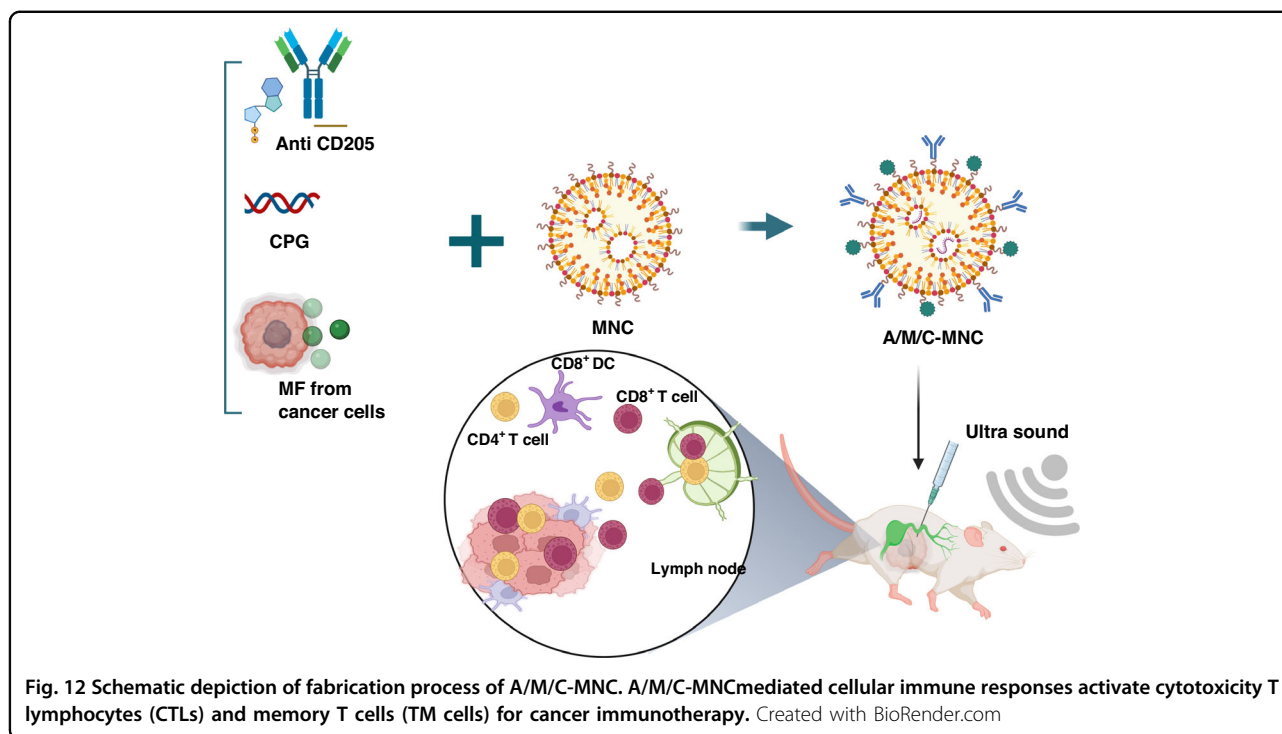 Anti CD205
CPG
MF from
cancer cells
MNC
A/M/C-MNC
CD8⁺ DC
CD8⁺ T cell
CD4⁺ T cell
Lymph node
Ultra sound
Fig. 12 Schematic depiction of fabrication process of A/M/C-MNC. A/M/C-MNCmediated cellular immune responses activate cytotoxicity T
lymphocytes (CTLs) and memory T cells (TM cells) for cancer immunotherapy. Created with BioRender.com